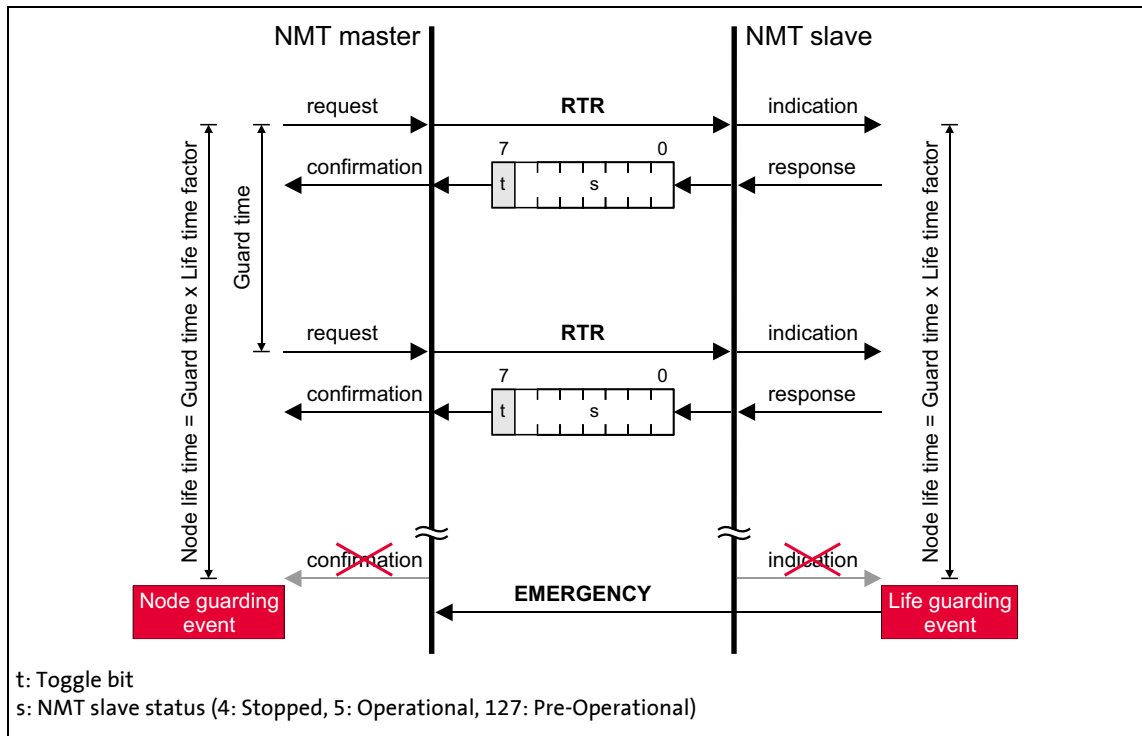 NMT master
NMT slave
request
RTR
indication
7
0
confirmation
t
s
response
Node life time = Guard time x Life time factor
Guard time
Node life time = Guard time x Life time factor
request
RTR
indication
7
0
confirmation
t
s
response
confirmation
indication
EMERGENCY
Node guarding
event
Life guarding
event
t: Toggle bit
s: NMT slave status (4: Stopped, 5: Operational, 127: Pre-Operational)